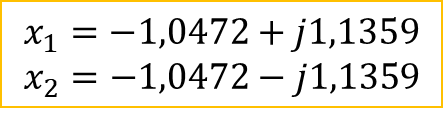 x₁ = −1,0472 + j1,1359
x₂ = −1,0472 − j1,1359